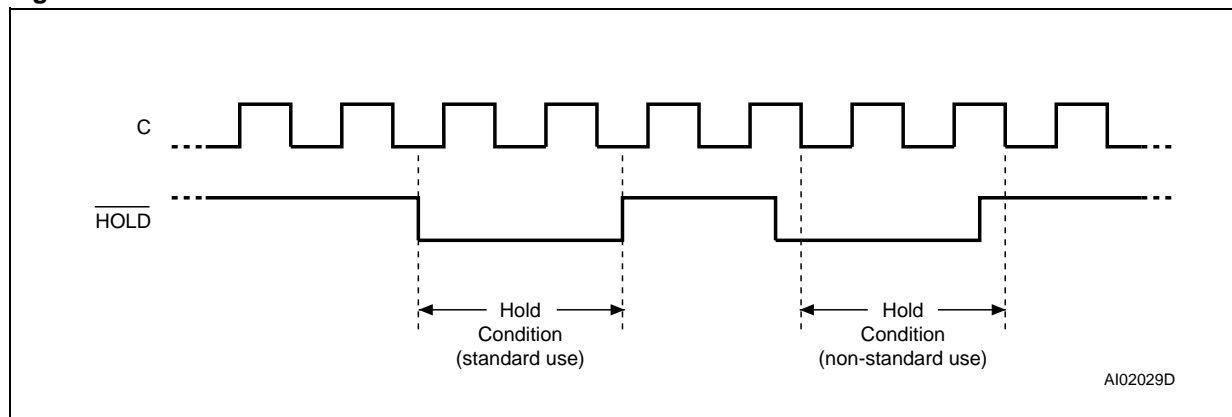 C
HOLD
Hold
Condition
(standard use)
Hold
Condition
(non-standard use)
AI02029D